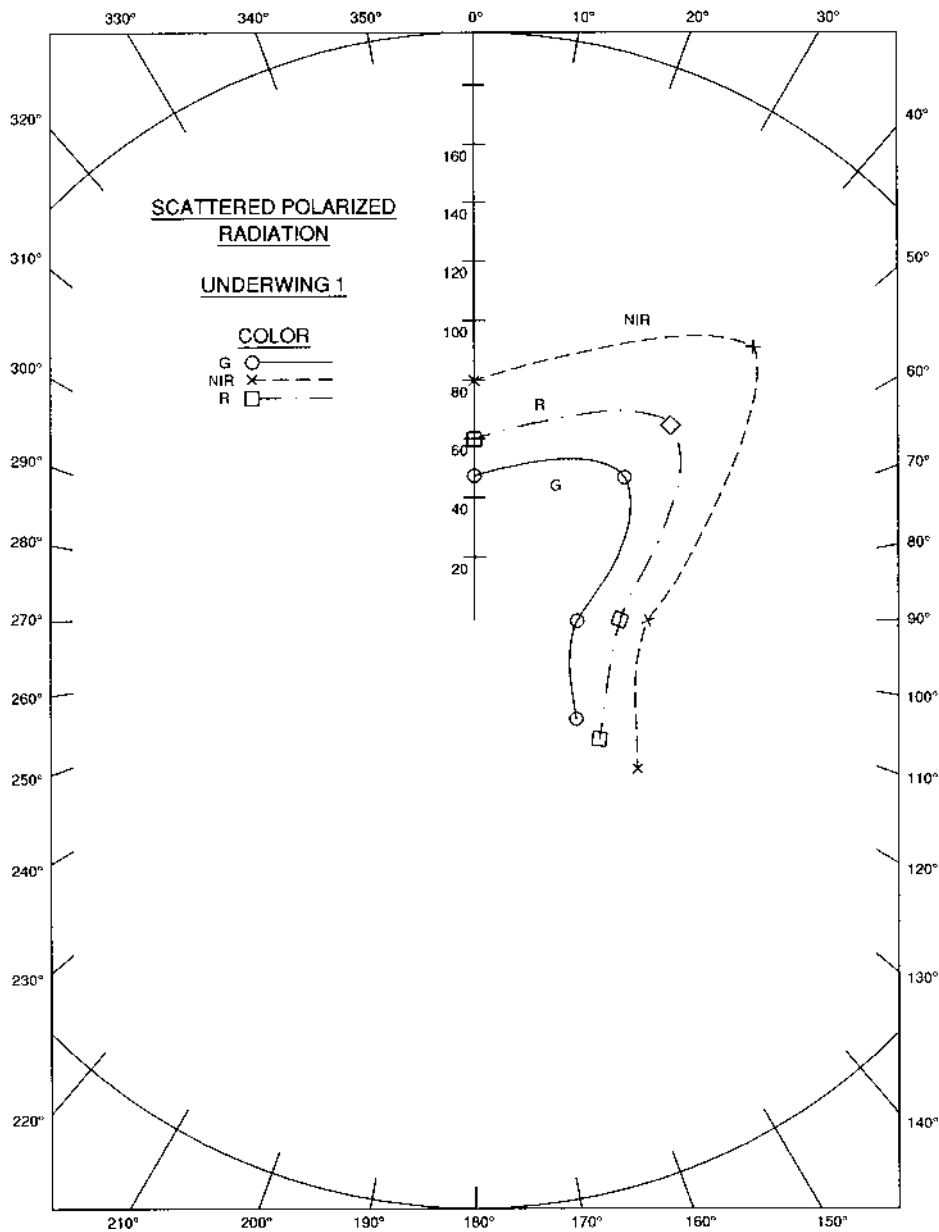 330° 340° 350° 0° 10° 20° 30°
320° 40°
160
SCATTERED POLARIZED
140
RADIATION
310° 50°
120
UNDERWING 1
100 NIR
COLOR
G
300° NIR 80 60°
R
R
290° 60 70°
G
280° 40 80°
20
270° 90°
260° 100°
250° 110°
240° 120°
230° 130°
220° 140°
210° 200° 190° 180° 170° 160° 150°